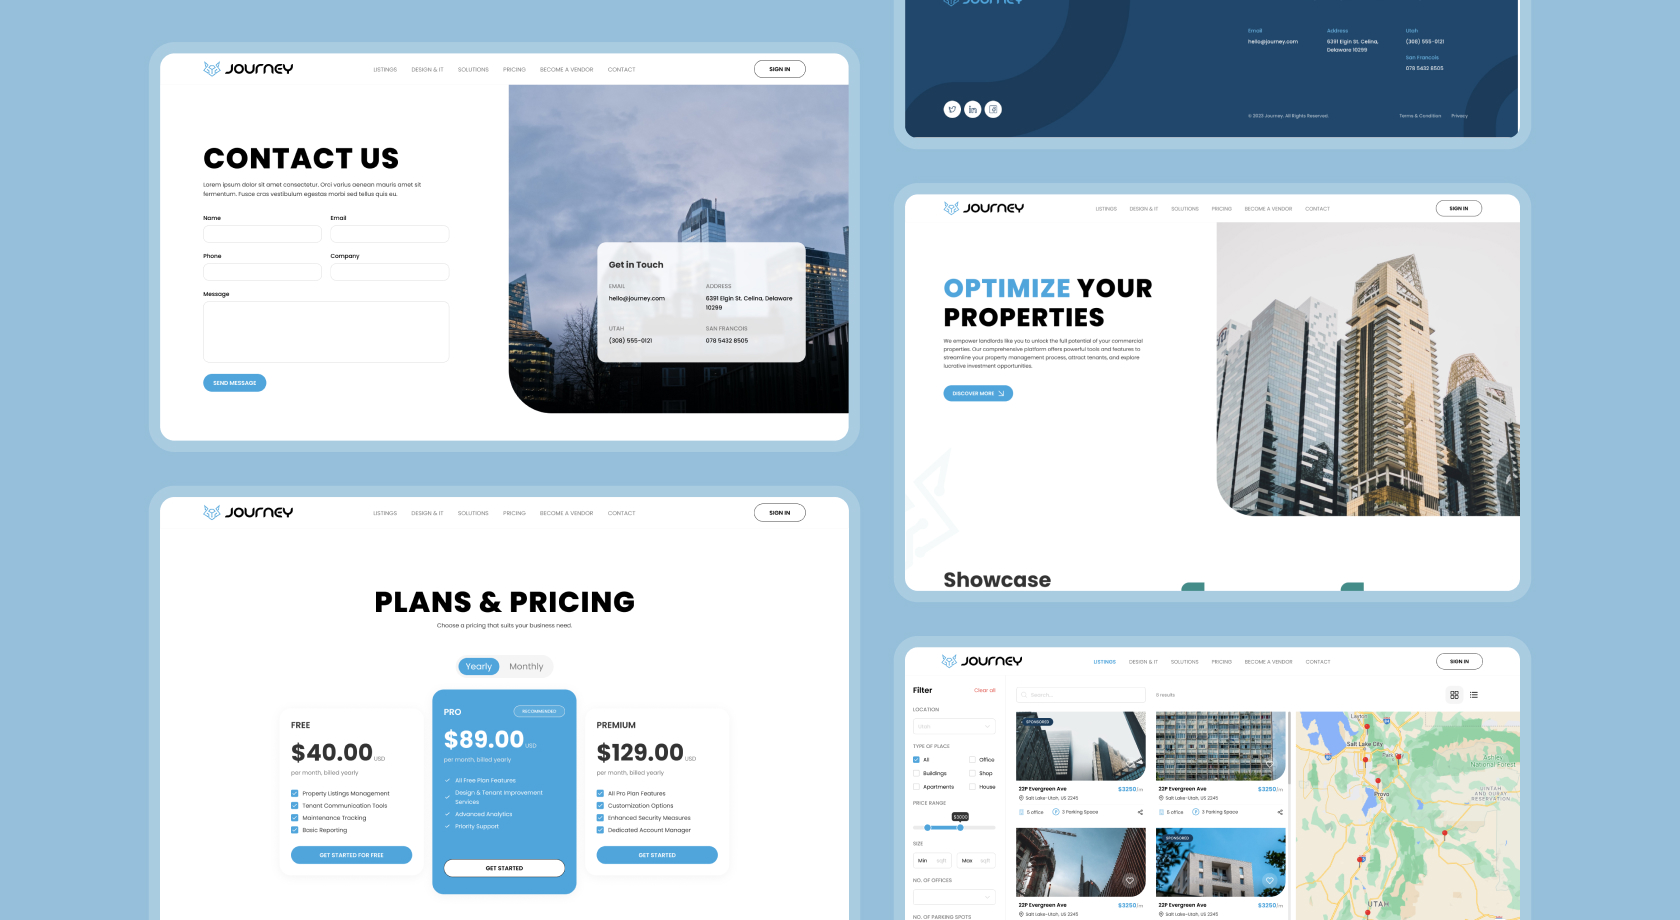 JOURNEY
LISTINGS
DESIGN & IT
SOLUTIONS
PRICING
BECOME A VENDOR
CONTACT
SIGN IN
CONTACT US
Lorem ipsum dolor sit amet consectetur. Orci varius aenean mauris amet sit
fermentum. Fusce cras vestibulum egestas morbi sed tellus quis eu.
Name
Email
Phone
Company
Message
SEND MESSAGE
Get in Touch
EMAIL
hello@journey.com
ADDRESS
6391 Elgin St. Celina, Delaware
10299
UTAH
(308) 555-0121
SAN FRANCOIS
078 5432 8505
JOURNEY
LISTINGS
DESIGN & IT
SOLUTIONS
PRICING
BECOME A VENDOR
CONTACT
SIGN IN
PLANS & PRICING
Choose a pricing that suits your business need.
Yearly
Monthly
FREE
$40.00 USD
per month, billed yearly
Property Listings Management
Tenant Communication Tools
Maintenance Tracking
Basic Reporting
GET STARTED FOR FREE
PRO
RECOMMENDED
$89.00 USD
per month, billed yearly
All Free Plan Features
Design & Tenant Improvement
Services
Advanced Analytics
Priority Support
GET STARTED
PREMIUM
$129.00 USD
per month, billed yearly
All Pro Plan Features
Customization Options
Enhanced Security Measures
Dedicated Account Manager
GET STARTED
JOURNEY
Email
hello@journey.com
Address
6391 Elgin St. Celina,
Delaware 10299
Utah
(308) 555-0121
San Francois
078 5432 8505
© 2023 Journey. All Rights Reserved.
Terms & Condition
Privacy
JOURNEY
LISTINGS
DESIGN & IT
SOLUTIONS
PRICING
BECOME A VENDOR
CONTACT
SIGN IN
OPTIMIZE YOUR
PROPERTIES
We empower landlords like you to unlock the full potential of your commercial
properties. Our comprehensive platform offers powerful tools and features to
streamline your property management process, attract tenants, and explore
lucrative investment opportunities.
DISCOVER MORE
Showcase
JOURNEY
LISTINGS
DESIGN & IT
SOLUTIONS
PRICING
BECOME A VENDOR
CONTACT
SIGN IN
Filter
Clear all
LOCATION
Utah
TYPE OF PLACE
All
Office
Buildings
Shop
Apartments
House
PRICE RANGE
$3000
SIZE
Min sqft
Max sqft
NO. OF OFFICES
NO. OF PARKING SPOTS
Search...
11 results
SPONSORED
22P Evergreen Ave
$3250/m
Salt Lake-Utah, US 2245
5 office
3 Parking Space
22P Evergreen Ave
$3250/m
Salt Lake-Utah, US 2245
5 office
3 Parking Space
22P Evergreen Ave
$3250/m
Salt Lake-Utah, US 2245
SPONSORED
22P Evergreen Ave
$3250/m
Salt Lake-Utah, US 2245
Layton
Salt Lake City
Park City
Provo
Ashley
National Forest
UINTAH
AND OURAY
RESERVATION
UTAH